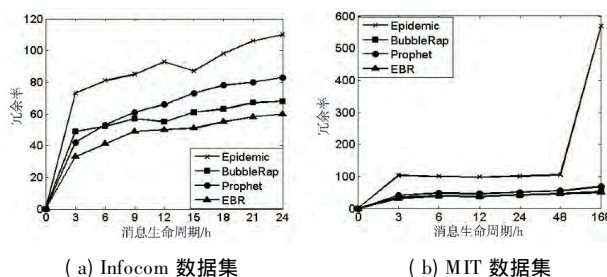 120
100
80
60
40
20
0
冗余率
Epidemic
BubbleRap
Prophet
EBR
0 3 6 9 12 15 18 21 24
消息生命周期/h
(a) Infocom 数据集
600
500
400
300
200
100
0
冗余率
Epidemic
BubbleRap
Prophet
EBR
0 3 6 12 24 48 168
消息生命周期/h
(b) MIT 数据集